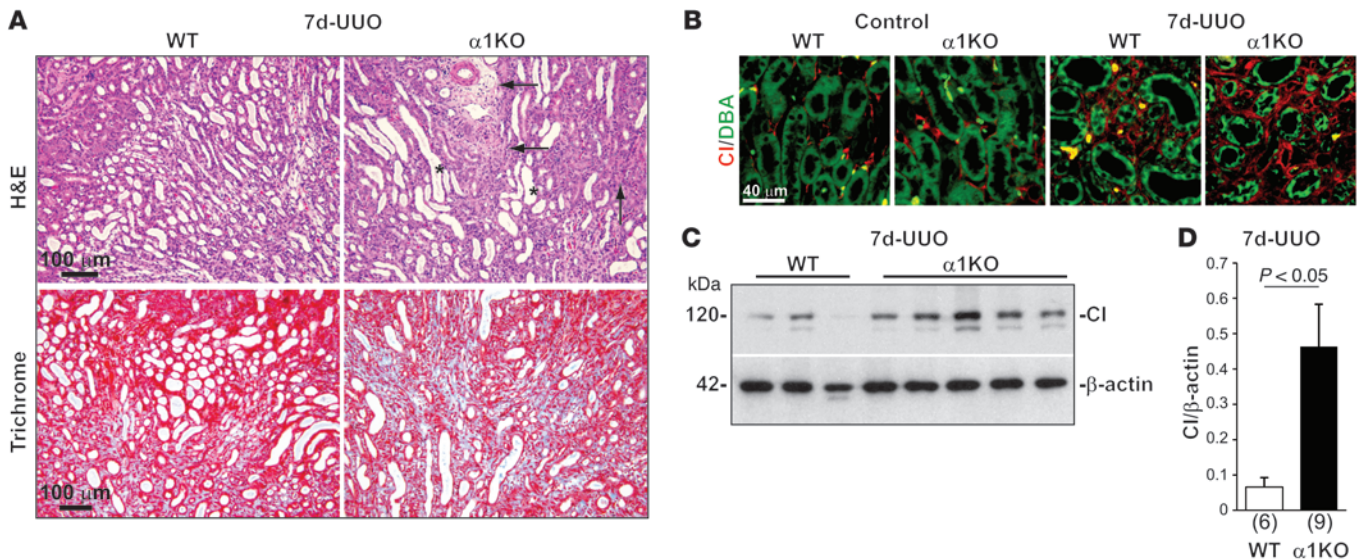 A
7d-UUO
WT
α1KO
H&E
*
*
100 μm
Trichrome
100 μm
B
Control
7d-UUO
WT
α1KO
WT
α1KO
CI/DBA
40 μm
C
7d-UUO
WT
α1KO
kDa
120-
-CI
42-
-β-actin
D
7d-UUO
0.7
P < 0.05
0.6
0.5
0.4
0.3
0.2
0.1
0
CI/β-actin
(6)
(9)
WT
α1KO